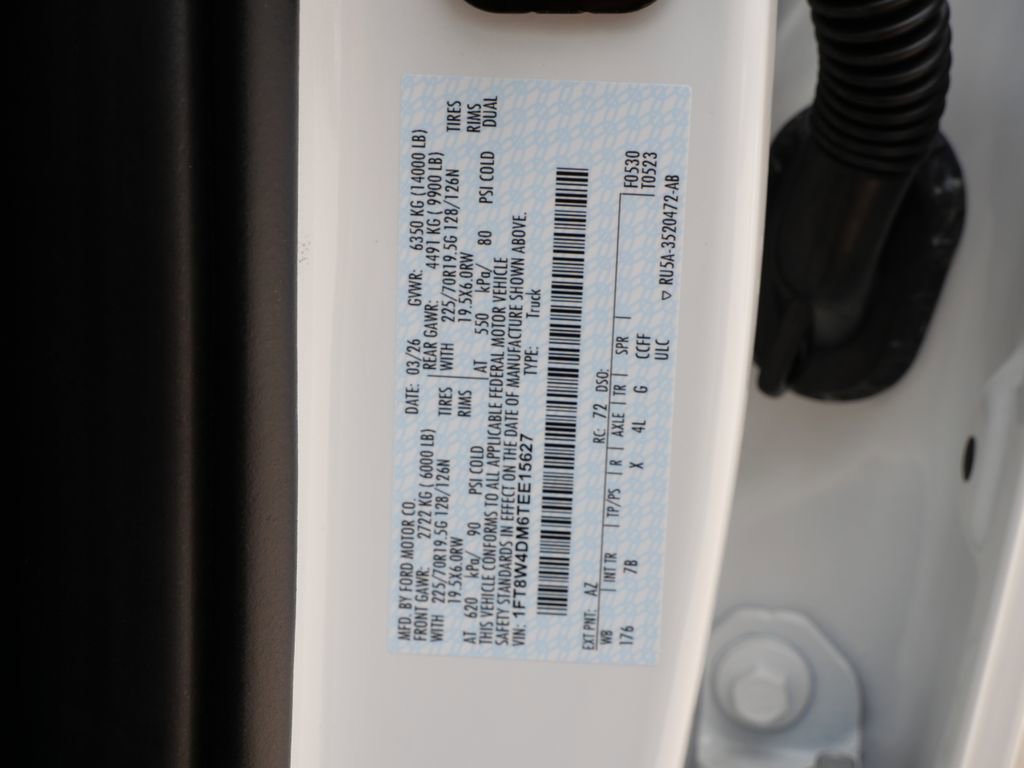 MFD. BY FORD MOTOR CO. DATE: 03/26 GVWR: 6350 KG (14000 LB)
FRONT GAWR: 2722 KG ( 6000 LB) REAR GAWR: 4491 KG ( 9900 LB)
WITH 225/70R19.5G 128/126N TIRES WITH 225/70R19.5G 128/126N TIRES
19.5X6.0RW RIMS 19.5X6.0RW RIMS
AT 620 kPa/ 90 PSI COLD AT 550 kPa/ 80 PSI COLD DUAL
THIS VEHICLE CONFORMS TO ALL APPLICABLE FEDERAL MOTOR VEHICLE
SAFETY STANDARDS IN EFFECT ON THE DATE OF MANUFACTURE SHOWN ABOVE.
VIN: 1FT8W4DM6TEE15627 TYPE: Truck
EXT PNT: AZ RC: 72 DSO:
WB | INT TR | TP/PS | R | AXLE | TR | SPR | F0530
176 7B X 4L G CCFF T0523
ULC ▽ RU5A-3520472-AB